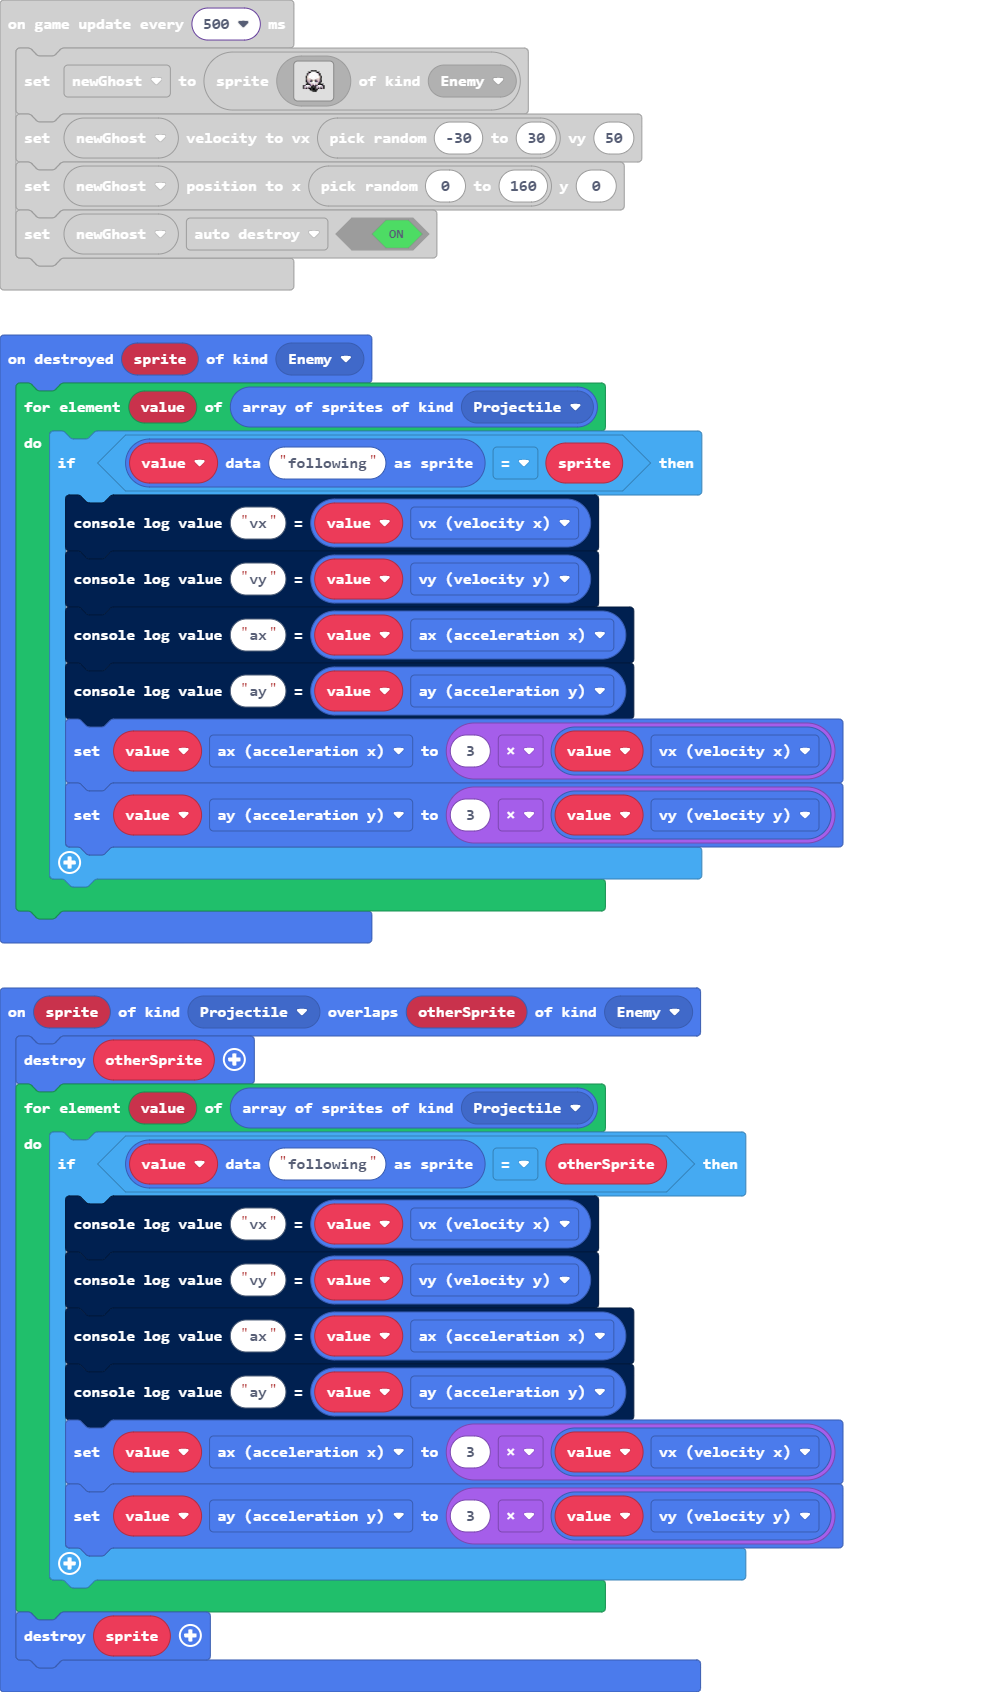 on game update every 500 ms
set newGhost to sprite of kind Enemy
set newGhost velocity to vx pick random -30 to 30 vy 50
set newGhost position to x pick random 0 to 160 y 0
set newGhost auto destroy ON
on destroyed sprite of kind Enemy
for element value of array of sprites of kind Projectile
do
if value data "following" as sprite = sprite then
console log value "vx" = value vx (velocity x)
console log value "vy" = value vy (velocity y)
console log value "ax" = value ax (acceleration x)
console log value "ay" = value ay (acceleration y)
set value ax (acceleration x) to 3 × value vx (velocity x)
set value ay (acceleration y) to 3 × value vy (velocity y)
on sprite of kind Projectile overlaps otherSprite of kind Enemy
destroy otherSprite
for element value of array of sprites of kind Projectile
do
if value data "following" as sprite = otherSprite then
console log value "vx" = value vx (velocity x)
console log value "vy" = value vy (velocity y)
console log value "ax" = value ax (acceleration x)
console log value "ay" = value ay (acceleration y)
set value ax (acceleration x) to 3 × value vx (velocity x)
set value ay (acceleration y) to 3 × value vy (velocity y)
destroy sprite